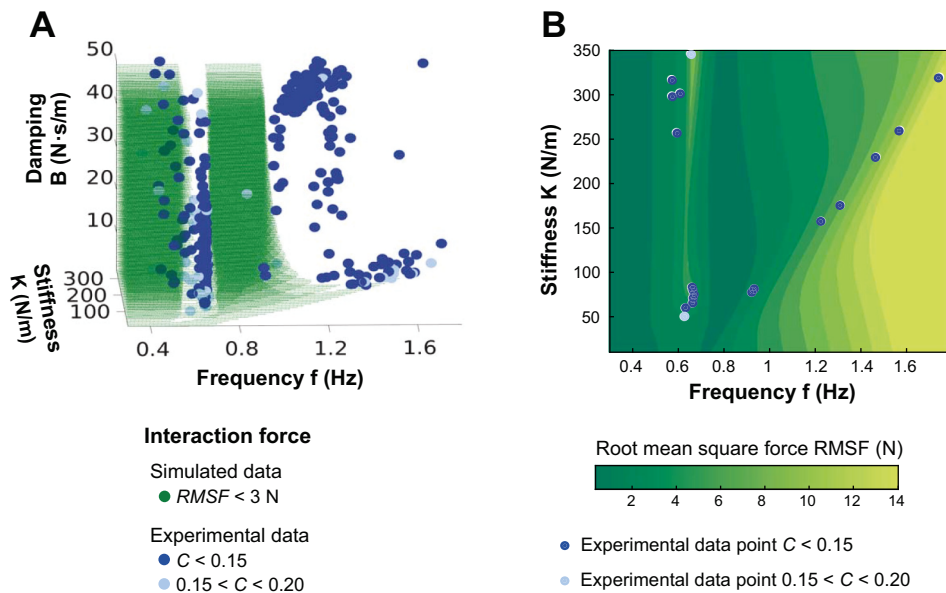 A
50
40
30
20
10
Damping
B (N·s/m)
300
200
100
Stiffness
K (N/m)
0.4 0.8 1.2 1.6
Frequency f (Hz)
Interaction force
Simulated data
RMSF < 3 N
Experimental data
C < 0.15
0.15 < C < 0.20
B
350
300
250
200
150
100
50
Stiffness K (N/m)
0.4 0.6 0.8 1 1.2 1.4 1.6
Frequency f (Hz)
Root mean square force RMSF (N)
2 4 6 8 10 12 14
Experimental data point C < 0.15
Experimental data point 0.15 < C < 0.20